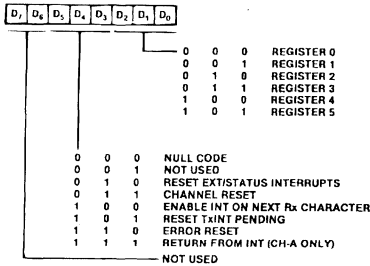 D7 D6 D5 D4 D3 D2 D1 D0
0 0 0 REGISTER 0
0 0 1 REGISTER 1
0 1 0 REGISTER 2
0 1 1 REGISTER 3
1 0 0 REGISTER 4
1 0 1 REGISTER 5
0 0 0 NULL CODE
0 0 1 NOT USED
0 1 0 RESET EXT/STATUS INTERRUPTS
0 1 1 CHANNEL RESET
1 0 0 ENABLE INT ON NEXT Rx CHARACTER
1 0 1 RESET TxINT PENDING
1 1 0 ERROR RESET
1 1 1 RETURN FROM INT (CH-A ONLY)
NOT USED